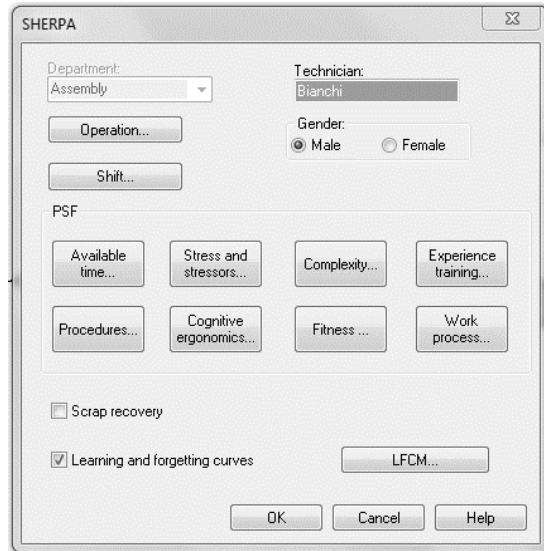 SHERPA
Department:
Assembly
Technician:
Bianchi
Operation...
Gender:
Male
Female
Shift...
PSF
Available
time...
Stress and
stressors...
Complexity...
Experience
training...
Procedures...
Cognitive
ergonomics...
Fitness ...
Work
process...
Scrap recovery
Learning and forgetting curves
LFCM...
OK
Cancel
Help